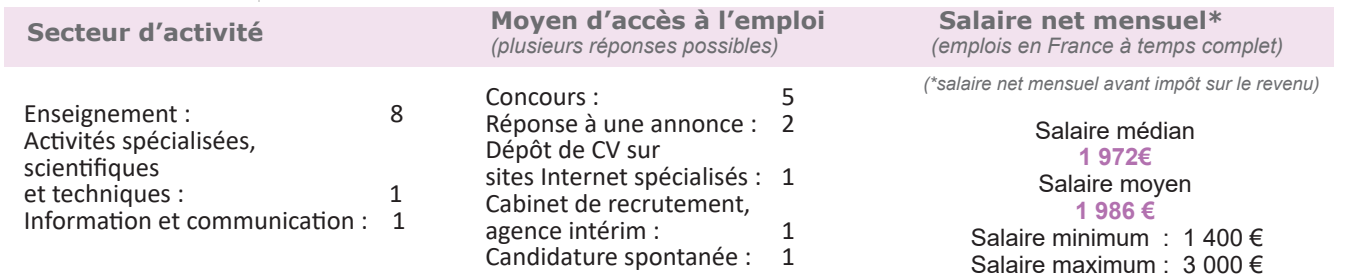 Secteur d'activité
Enseignement : 8
Activités spécialisées,
scientifiques
et techniques : 1
Information et communication : 1
Moyen d'accès à l'emploi
(plusieurs réponses possibles)
Concours : 5
Réponse à une annonce : 2
Dépôt de CV sur
sites Internet spécialisés : 1
Cabinet de recrutement,
agence intérim : 1
Candidature spontanée : 1
Salaire net mensuel*
(emplois en France à temps complet)
(*salaire net mensuel avant impôt sur le revenu)
Salaire médian
1 972€
Salaire moyen
1 986 €
Salaire minimum : 1 400 €
Salaire maximum : 3 000 €